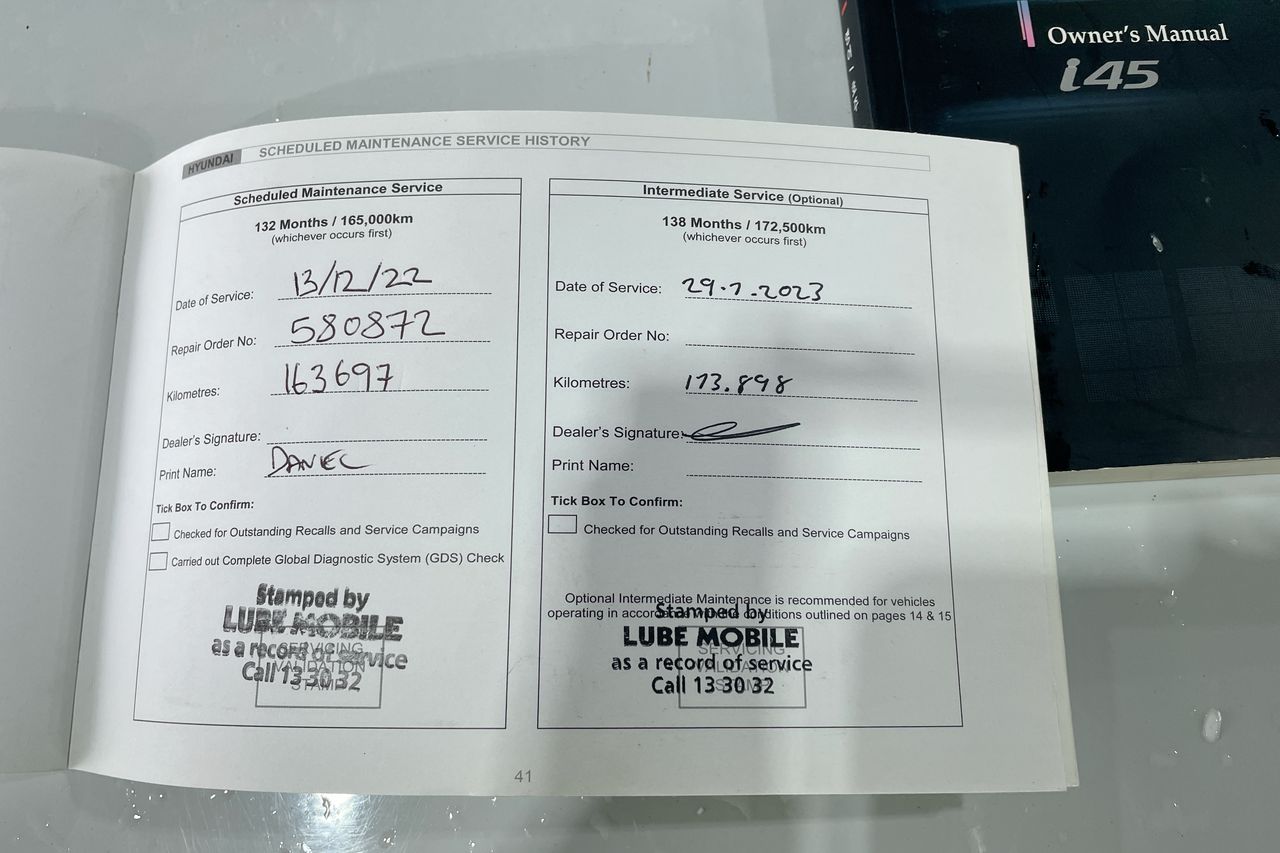 Owner's Manual
i45
HYUNDAI
SCHEDULED MAINTENANCE SERVICE HISTORY
Scheduled Maintenance Service
132 Months / 165,000km
(whichever occurs first)
Date of Service: 13/12/22
Repair Order No: 580872
Kilometres: 163697
Dealer's Signature:
Print Name: DANIEL
Tick Box To Confirm:
Checked for Outstanding Recalls and Service Campaigns
Carried out Complete Global Diagnostic System (GDS) Check
Stamped by
LUBE MOBILE
as a record of service
Call 13 30 32
SERVICING
VALIDATION
STAMP
Intermediate Service (Optional)
138 Months / 172,500km
(whichever occurs first)
Date of Service: 29.7.2023
Repair Order No:
Kilometres: 173.898
Dealer's Signature:
Print Name:
Tick Box To Confirm:
Checked for Outstanding Recalls and Service Campaigns
Optional Intermediate Maintenance is recommended for vehicles
operating in accordance with the conditions outlined on pages 14 & 15
Stamped by
LUBE MOBILE
as a record of service
Call 13 30 32
SERVICING
VALIDATION
STAMP
41